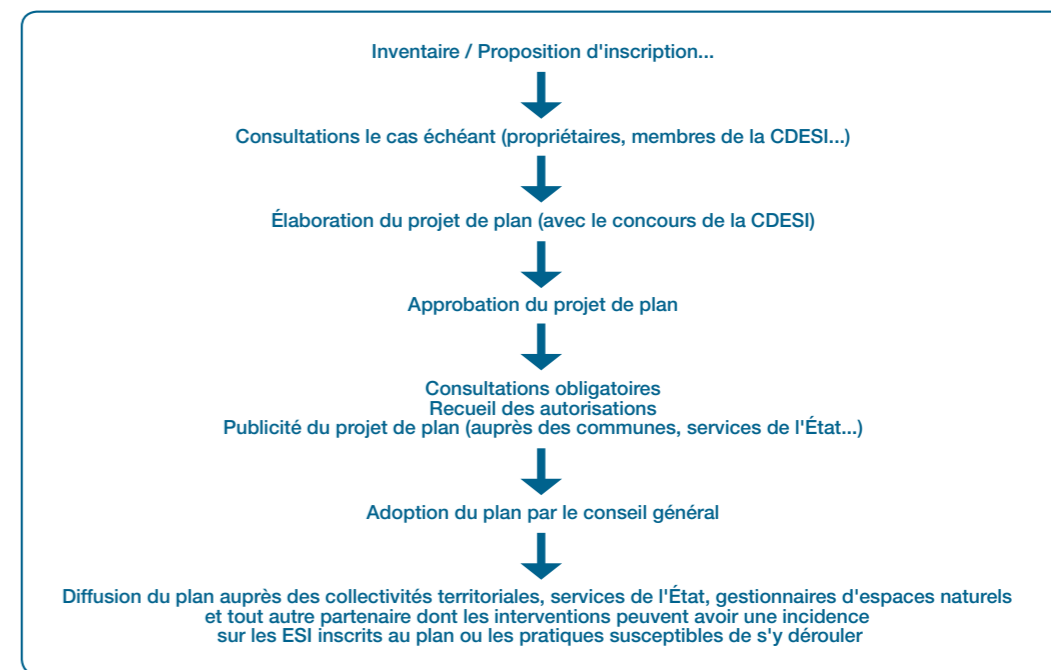 Inventaire / Proposition d'inscription...
Consultations le cas échéant (propriétaires, membres de la CDESI...)
Élaboration du projet de plan (avec le concours de la CDESI)
Approbation du projet de plan
Consultations obligatoires
Recueil des autorisations
Publicité du projet de plan (auprès des communes, services de l'État...)
Adoption du plan par le conseil général
Diffusion du plan auprès des collectivités territoriales, services de l'État, gestionnaires d'espaces naturels
et tout autre partenaire dont les interventions peuvent avoir une incidence
sur les ESI inscrits au plan ou les pratiques susceptibles de s'y dérouler